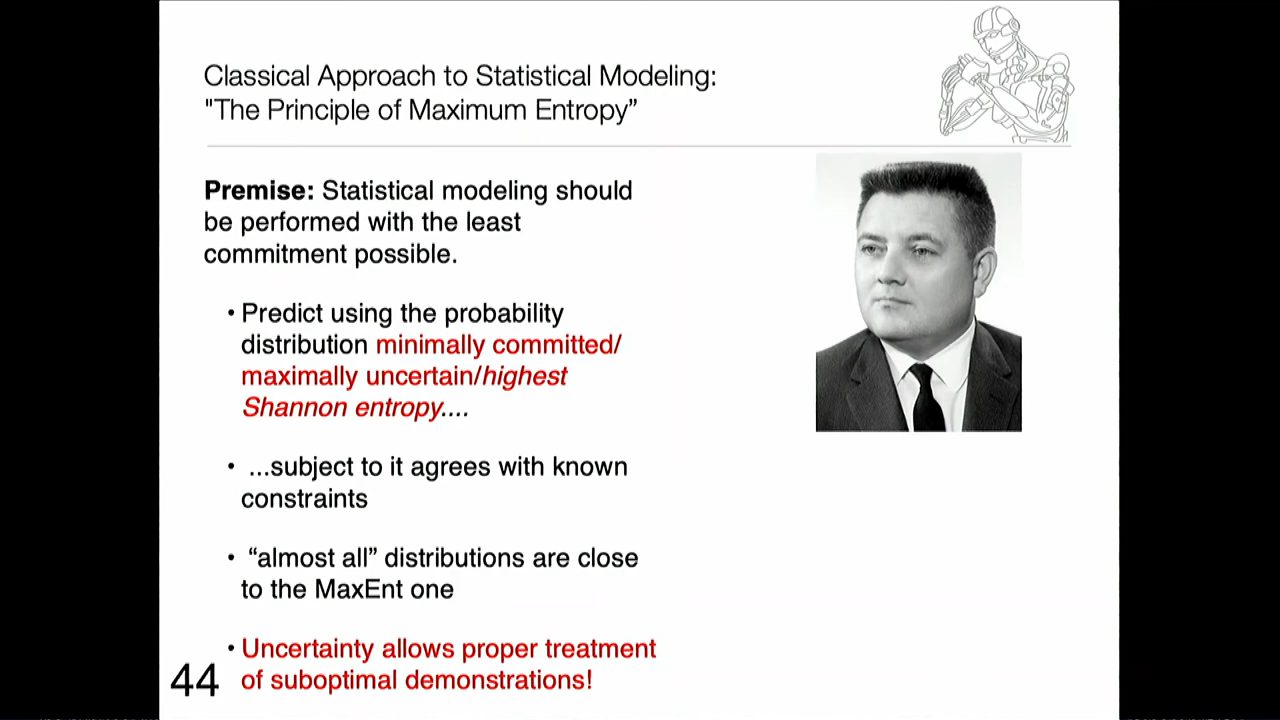 Classical Approach to Statistical Modeling:
"The Principle of Maximum Entropy”
Premise: Statistical modeling should
be performed with the least
commitment possible.
• Predict using the probability
distribution minimally committed/
maximally uncertain/highest
Shannon entropy....
• ...subject to it agrees with known
constraints
• “almost all” distributions are close
to the MaxEnt one
• Uncertainty allows proper treatment
of suboptimal demonstrations!
44